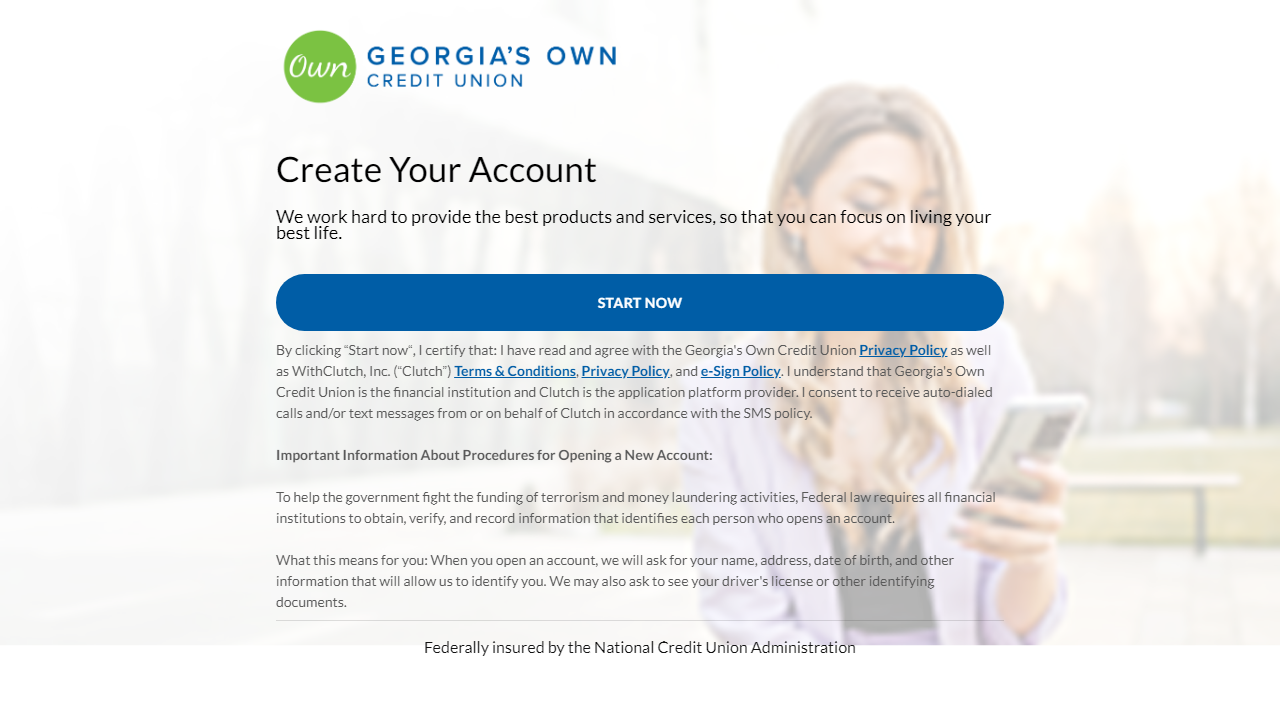 Own
GEORGIA'S OWN
CREDIT UNION
Create Your Account
We work hard to provide the best products and services, so that you can focus on living your
best life.
START NOW
By clicking “Start now“, I certify that: I have read and agree with the Georgia's Own Credit Union Privacy Policy as well
as WithClutch, Inc. (“Clutch”) Terms & Conditions, Privacy Policy, and e-Sign Policy. I understand that Georgia's Own
Credit Union is the financial institution and Clutch is the application platform provider. I consent to receive auto-dialed
calls and/or text messages from or on behalf of Clutch in accordance with the SMS policy.
Important Information About Procedures for Opening a New Account:
To help the government fight the funding of terrorism and money laundering activities, Federal law requires all financial
institutions to obtain, verify, and record information that identifies each person who opens an account.
What this means for you: When you open an account, we will ask for your name, address, date of birth, and other
information that will allow us to identify you. We may also ask to see your driver's license or other identifying
documents.
Federally insured by the National Credit Union Administration